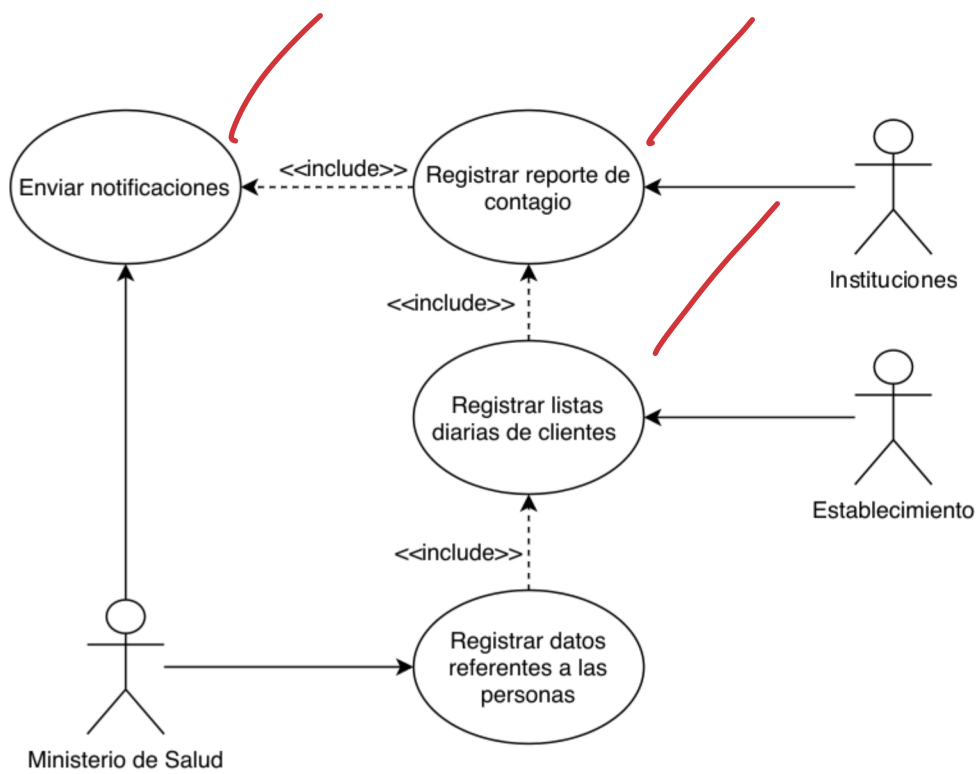 Enviar notificaciones
<<include>>
Registrar reporte de
contagio
Instituciones
<<include>>
Registrar listas
diarias de clientes
Establecimiento
<<include>>
Registrar datos
referentes a las
personas
Ministerio de Salud